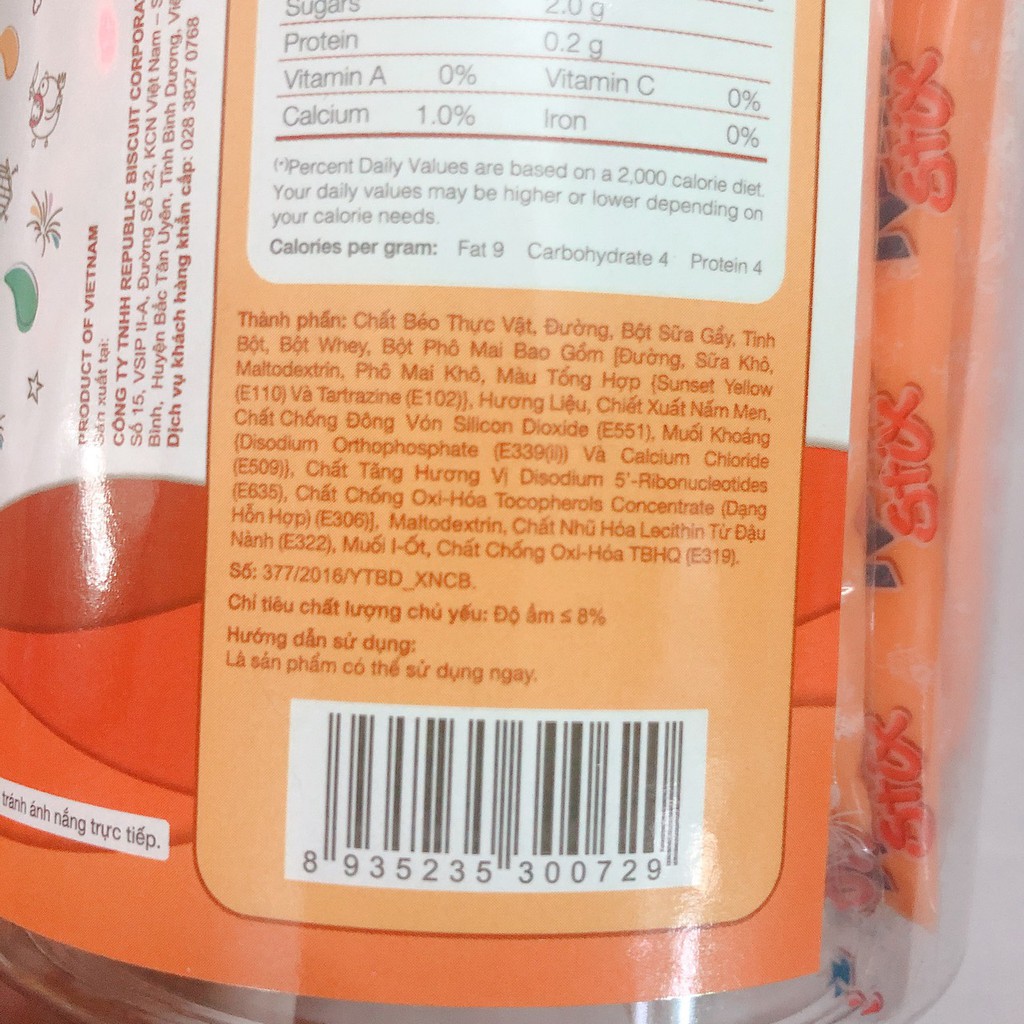 Sugars 2.0 g
Protein 0.2 g
Vitamin A 0% Vitamin C 0%
Calcium 1.0% Iron 0%
(*)Percent Daily Values are based on a 2,000 calorie diet.
Your daily values may be higher or lower depending on
your calorie needs.
Calories per gram: Fat 9 Carbohydrate 4 Protein 4
Thành phần: Chất Béo Thực Vật, Đường, Bột Sữa Gầy, Tinh
Bột, Bột Whey, Bột Phô Mai Bao Gồm [Đường, Sữa Khô,
Maltodextrin, Phô Mai Khô, Màu Tổng Hợp {Sunset Yellow
(E110) Và Tartrazine (E102)}, Hương Liệu, Chiết Xuất Nấm Men,
Chất Chống Đông Vón Silicon Dioxide (E551), Muối Khoáng
{Disodium Orthophosphate (E339(ii)) Và Calcium Chloride
(E509)}, Chất Tăng Hương Vị Disodium 5'-Ribonucleotides
(E635), Chất Chống Oxi-Hóa Tocopherols Concentrate (Dạng
Hỗn Hợp) (E306)], Maltodextrin, Chất Nhũ Hóa Lecithin Từ Đậu
Nành (E322), Muối I-Ốt, Chất Chống Oxi-Hóa TBHQ (E319).
Số: 377/2016/YTBD_XNCB.
Chỉ tiêu chất lượng chủ yếu: Độ ẩm ≤ 8%
Hướng dẫn sử dụng:
Là sản phẩm có thể sử dụng ngay.
8 935235 300729
PRODUCT OF VIETNAM
Sản xuất tại:
CÔNG TY TNHH REPUBLIC BISCUIT CORPORA
Số 15, VSIP II-A, Đường Số 32, KCN Việt Nam – S
Bình, Huyện Bắc Tân Uyên, Tỉnh Bình Dương, Việ
Dịch vụ khách hàng khẩn cấp: 028 3827 0768
tránh ánh nắng trực tiếp.
Stix
Stix
Stix